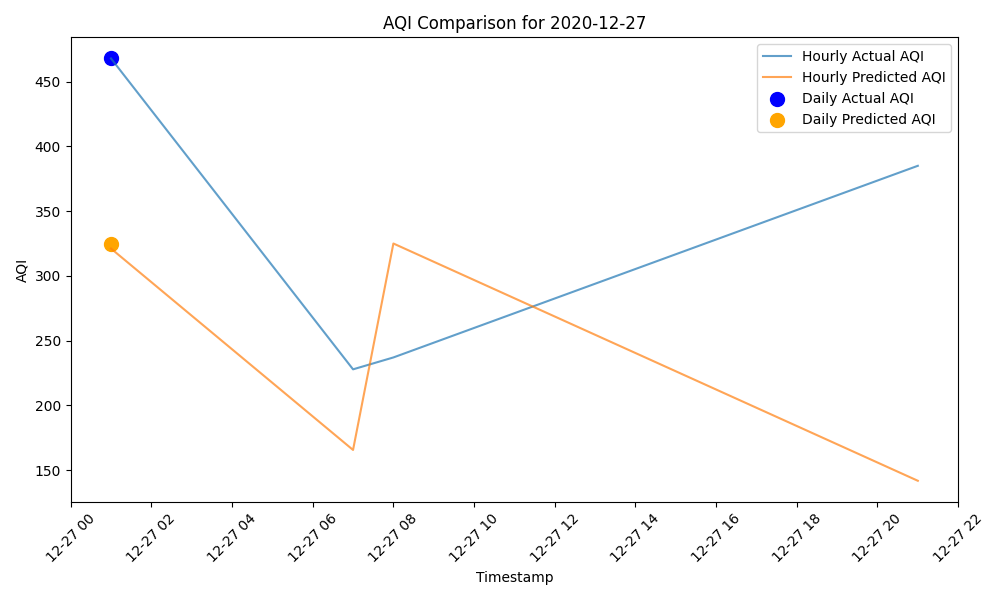 AQI Comparison for 2020-12-27
Hourly Actual AQI
Hourly Predicted AQI
Daily Actual AQI
Daily Predicted AQI
AQI
450
400
350
300
250
200
150
12-27 00
12-27 02
12-27 04
12-27 06
12-27 08
12-27 10
12-27 12
12-27 14
12-27 16
12-27 18
12-27 20
12-27 22
Timestamp